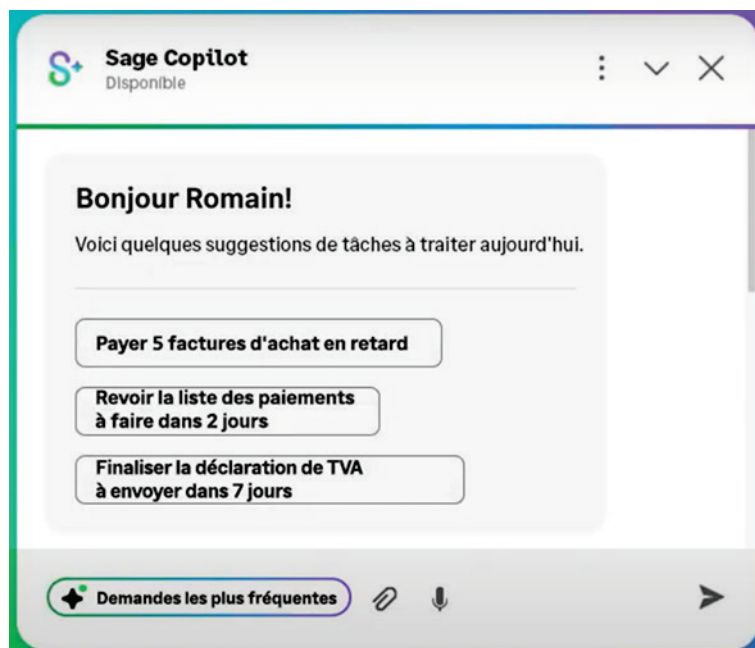 Sage Copilot
Disponible
Bonjour Romain!
Voici quelques suggestions de tâches à traiter aujourd'hui.
Payer 5 factures d'achat en retard
Revoir la liste des paiements
à faire dans 2 jours
Finaliser la déclaration de TVA
à envoyer dans 7 jours
Demandes les plus fréquentes